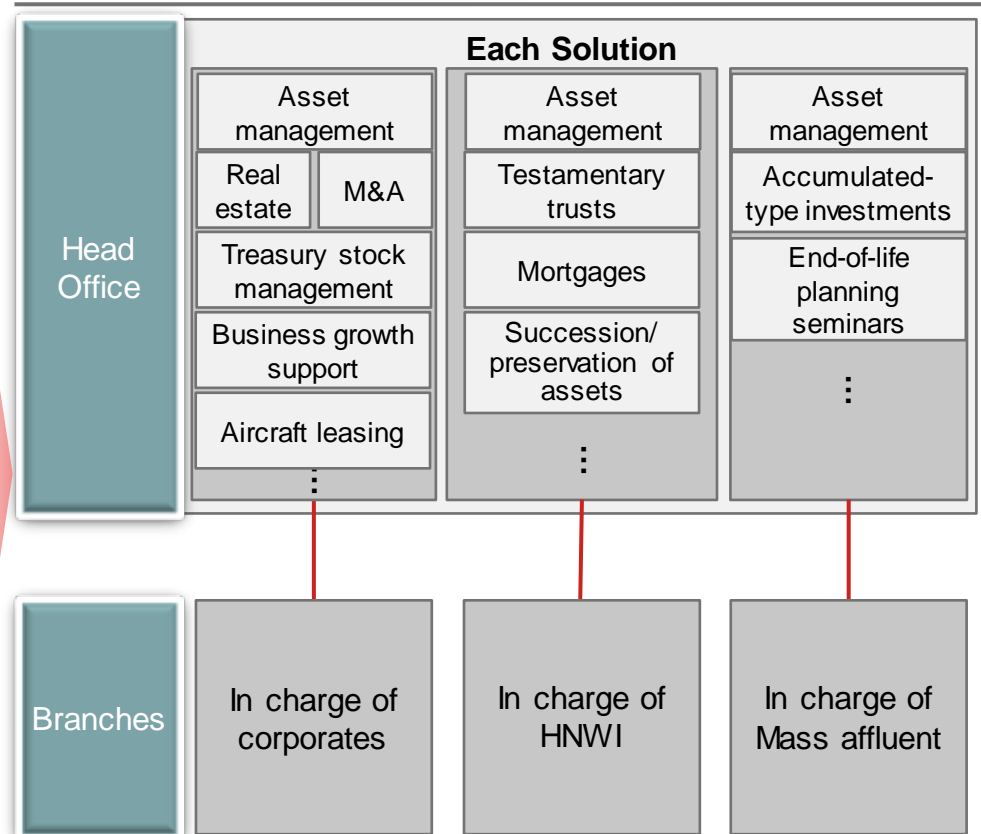 Head
Office
Each Solution
Asset
management
Real
estate
M&A
Treasury stock
management
Business growth
support
Aircraft leasing
⋮
Asset
management
Testamentary
trusts
Mortgages
Succession/
preservation of
assets
⋮
Asset
management
Accumulated-
type investments
End-of-life
planning
seminars
⋮
Branches
In charge of
corporates
In charge of
HNWI
In charge of
Mass affluent